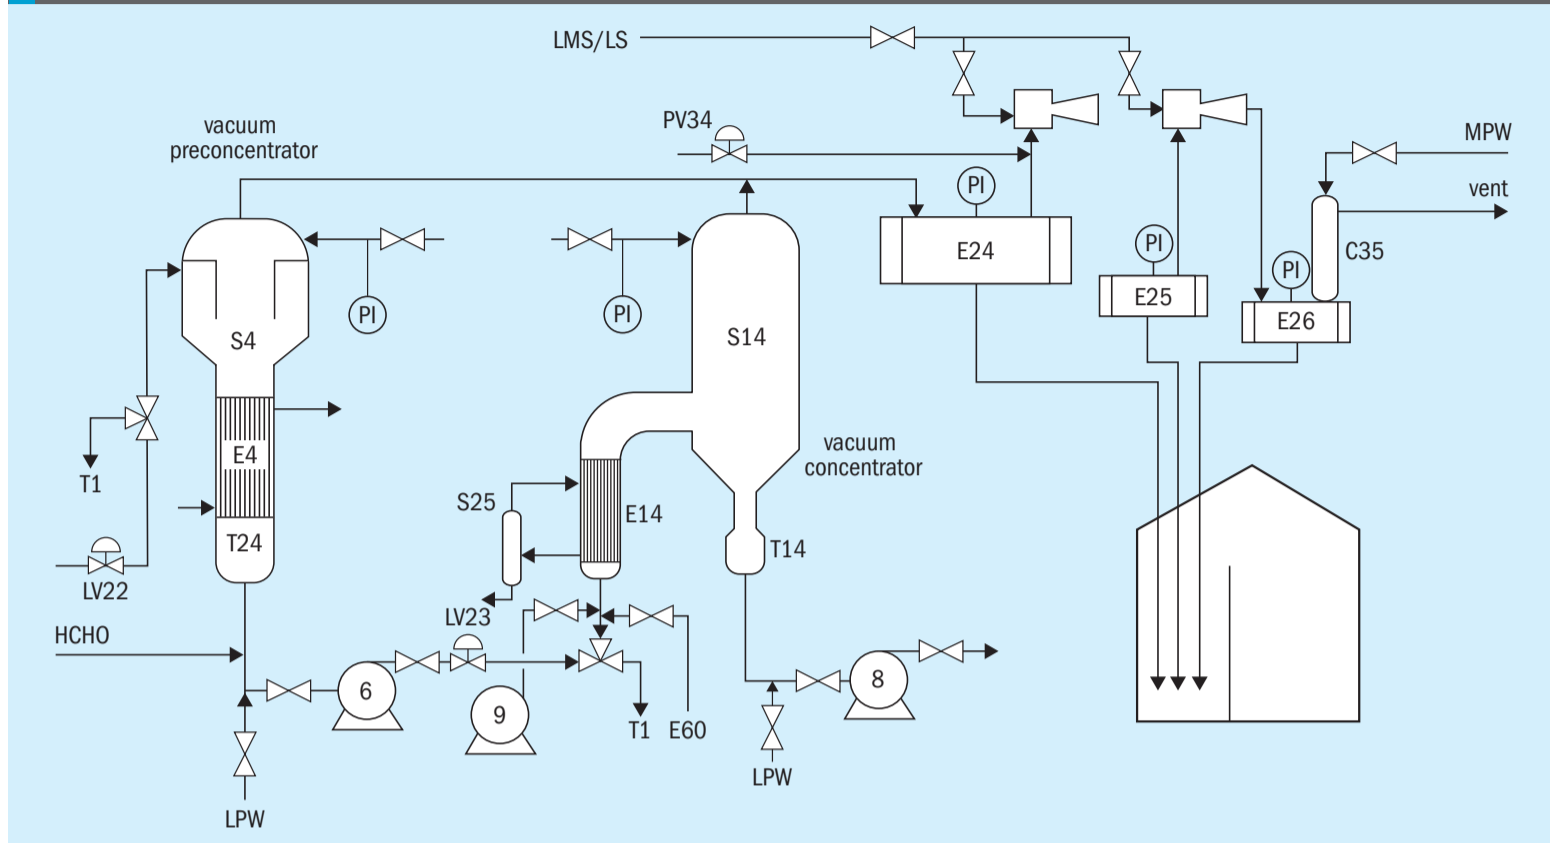 LMS/LS
PV34
MPW
vacuum
preconcentrator
PI
vent
E24
PI
C35
PI
E25
E26
PI
PI
S4
S14
E4
vacuum
concentrator
T1
S25
E14
T24
T14
LV22
LV23
HCHO
6
8
9
T1
E60
LPW
LPW